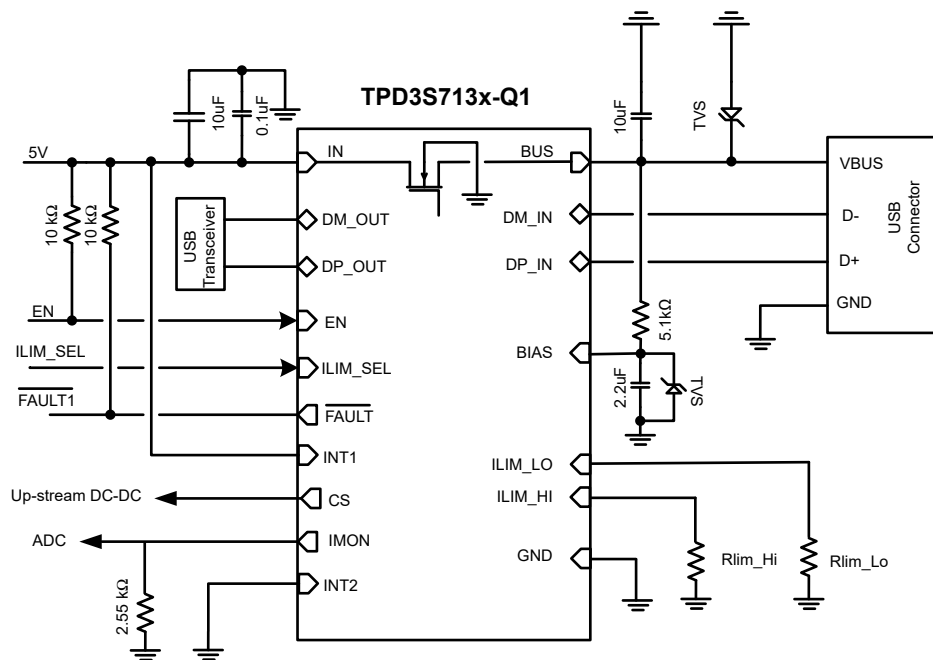 TPD3S713x-Q1
10uF
0.1uF
10uF
TVS
5V
IN
BUS
VBUS
10 kΩ
10 kΩ
USB
Transceiver
DM_OUT
DM_IN
D-
USB
Connector
DP_OUT
DP_IN
D+
EN
EN
GND
5.1kΩ
ILIM_SEL
ILIM_SEL
BIAS
2.2uF
TVS
FAULT1
FAULT
INT1
ILIM_LO
Up-stream DC-DC
CS
ILIM_HI
ADC
IMON
GND
Rlim_Hi
Rlim_Lo
2.55 kΩ
INT2